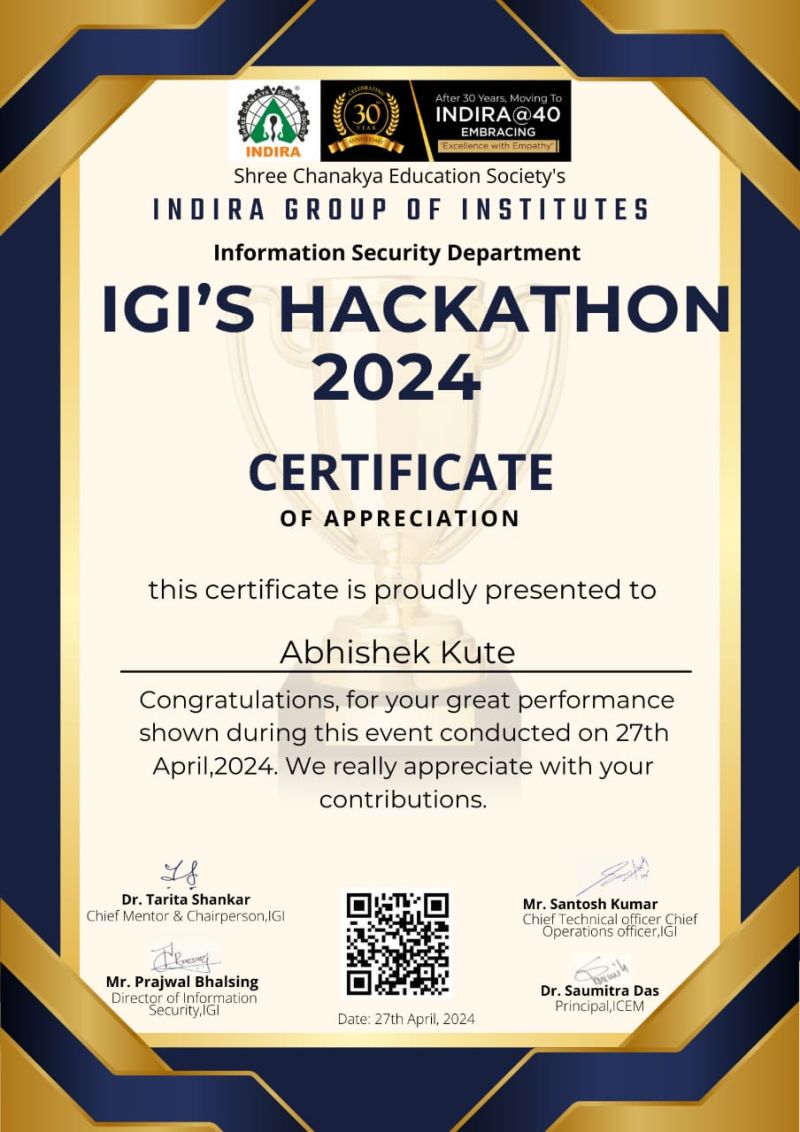 INDIRA
CELEBRATING
30
YEAR
ANNIVERSARY
After 30 Years, Moving To
INDIRA@40
EMBRACING
"Excellence with Empathy"
Shree Chanakya Education Society's
INDIRA GROUP OF INSTITUTES
Information Security Department
IGI'S HACKATHON
2024
CERTIFICATE
OF APPRECIATION
this certificate is proudly presented to
Abhishek Kute
Congratulations, for your great performance
shown during this event conducted on 27th
April,2024. We really appreciate with your
contributions.
Dr. Tarita Shankar
Chief Mentor & Chairperson,IGI
Mr. Santosh Kumar
Chief Technical officer Chief
Operations officer,IGI
Mr. Prajwal Bhalsing
Director of Information
Security,IGI
Dr. Saumitra Das
Principal,ICEM
Date: 27th April, 2024